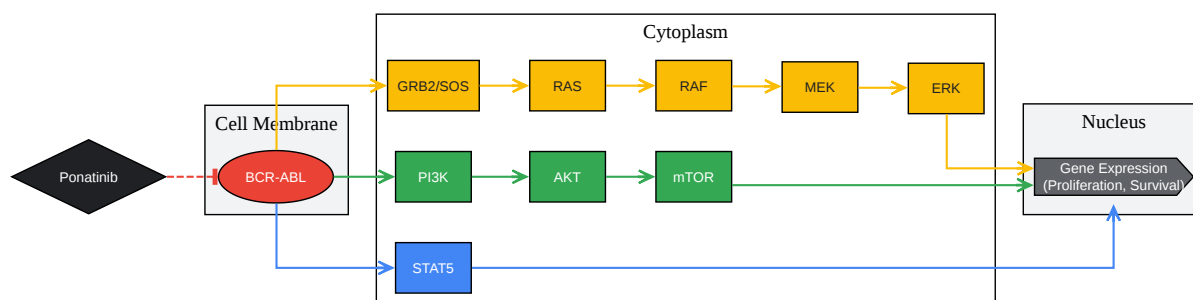 Cytoplasm
GRB2/SOS
RAS
RAF
MEK
ERK
Cell Membrane
Nucleus
Ponatinib
BCR-ABL
PI3K
AKT
mTOR
Gene Expression
(Proliferation, Survival)
STAT5